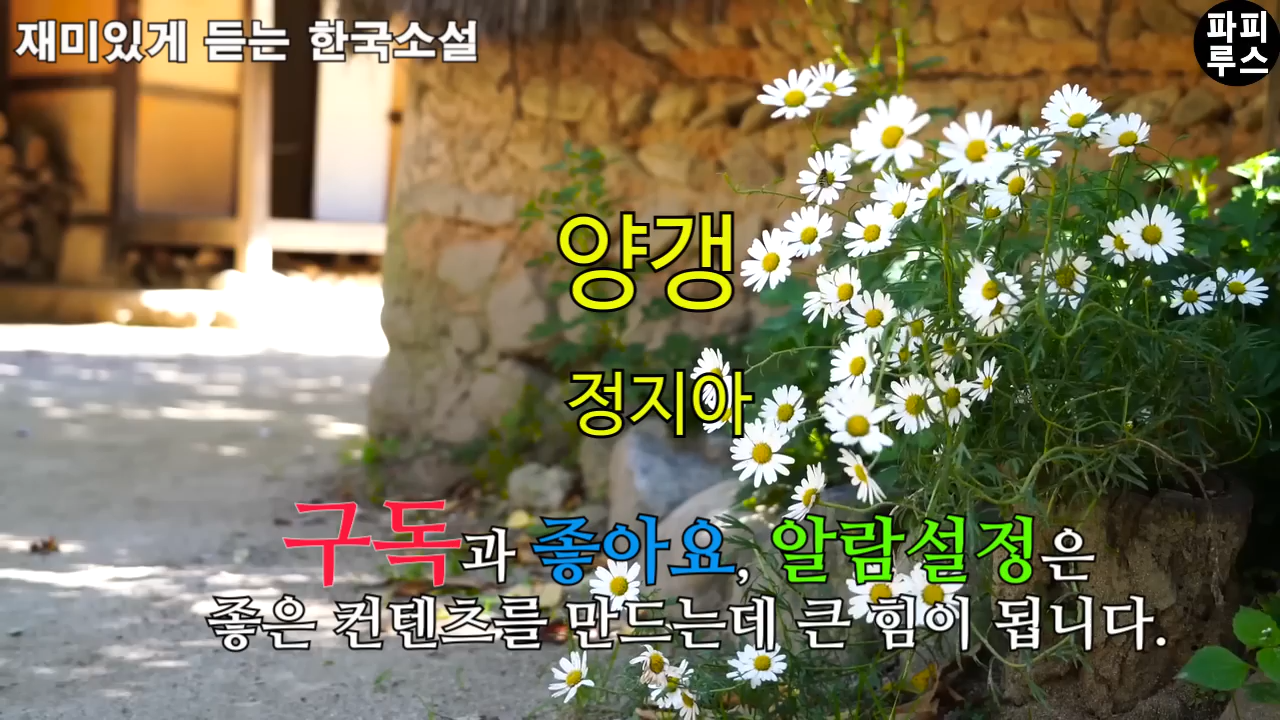 재미있게 듣는 한국소설
파피
루스
양갱
정지아
구독과 좋아요, 알람설정은
좋은 컨텐츠를 만드는데 큰 힘이 됩니다.